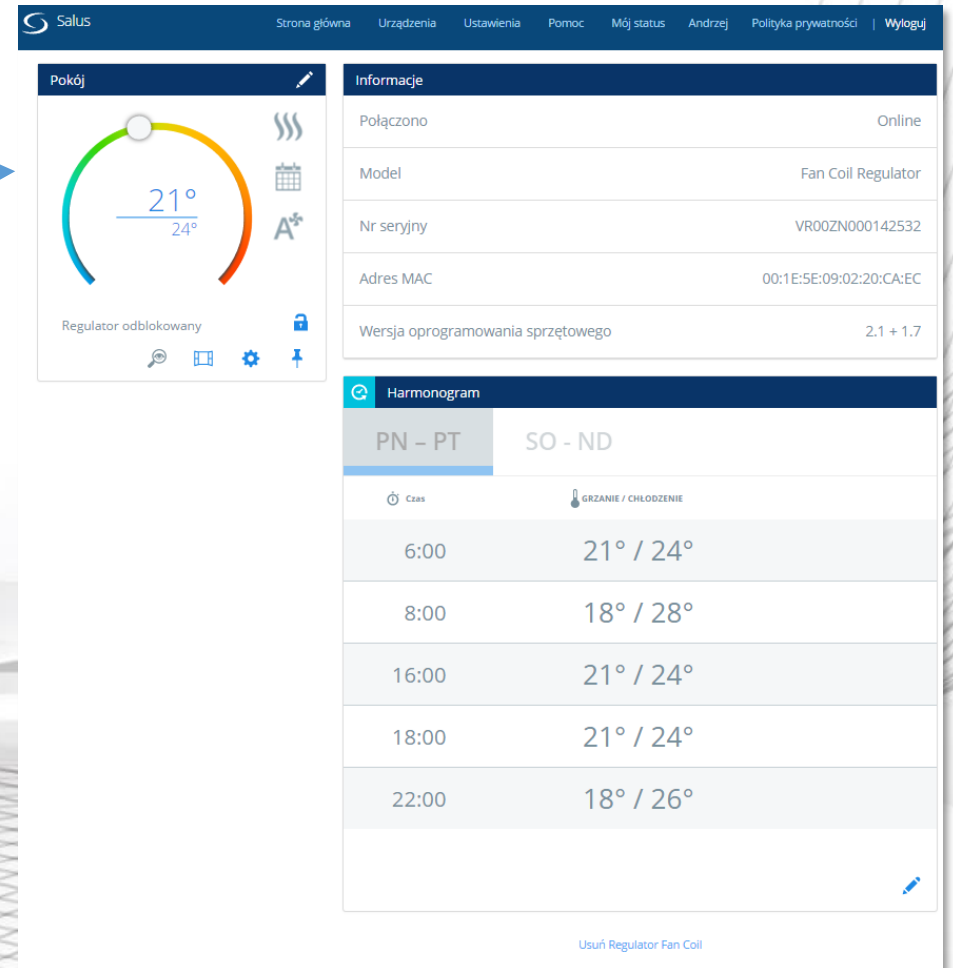 Salus
Strona główna Urządzenia Ustawienia Pomoc Mój status Andrzej Polityka prywatności | Wyloguj
Pokój
21°
24°
A
Regulator odblokowany
Informacje
Połączono Online
Model Fan Coil Regulator
Nr seryjny VR00ZN000142532
Adres MAC 00:1E:5E:09:02:20:CA:EC
Wersja oprogramowania sprzętowego 2.1 + 1.7
Harmonogram
PN – PT SO - ND
Czas GRZANIE / CHŁODZENIE
6:00 21° / 24°
8:00 18° / 28°
16:00 21° / 24°
18:00 21° / 24°
22:00 18° / 26°
Usuń Regulator Fan Coil